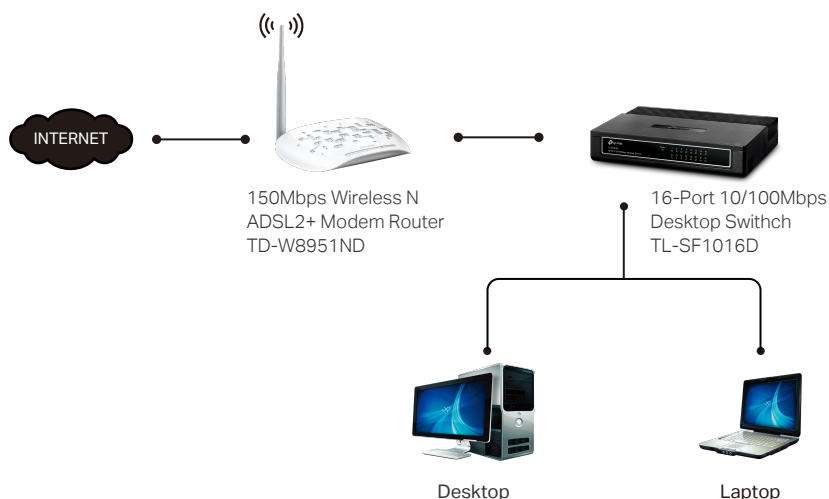 INTERNET
150Mbps Wireless N
ADSL2+ Modem Router
TD-W8951ND
16-Port 10/100Mbps
Desktop Swithch
TL-SF1016D
Desktop
Laptop